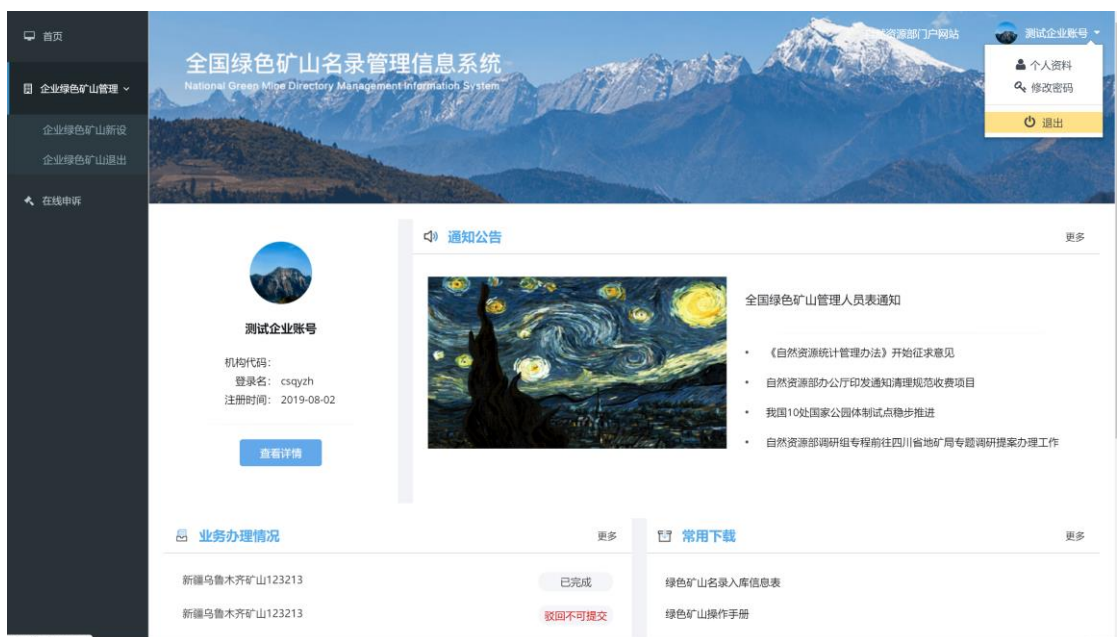 首页
企业绿色矿山管理
企业绿色矿山新设
企业绿色矿山退出
在线申诉
全国绿色矿山名录管理信息系统
National Green Mine Directory Management Information System
自然资源部门户网站
测试企业账号
个人资料
修改密码
退出
测试企业账号
机构代码:
登录名: csqyzh
注册时间: 2019-08-02
查看详情
通知公告
更多
全国绿色矿山管理人员表通知
• 《自然资源统计管理办法》开始征求意见
• 自然资源部办公厅印发通知清理规范收费项目
• 我国10处国家公园体制试点稳步推进
• 自然资源部调研组专程前往四川省地矿局专题调研提案办理工作
业务办理情况
更多
新疆乌鲁木齐矿山123213 已完成
新疆乌鲁木齐矿山123213 驳回不可提交
常用下载
更多
绿色矿山名录入库信息表
绿色矿山操作手册